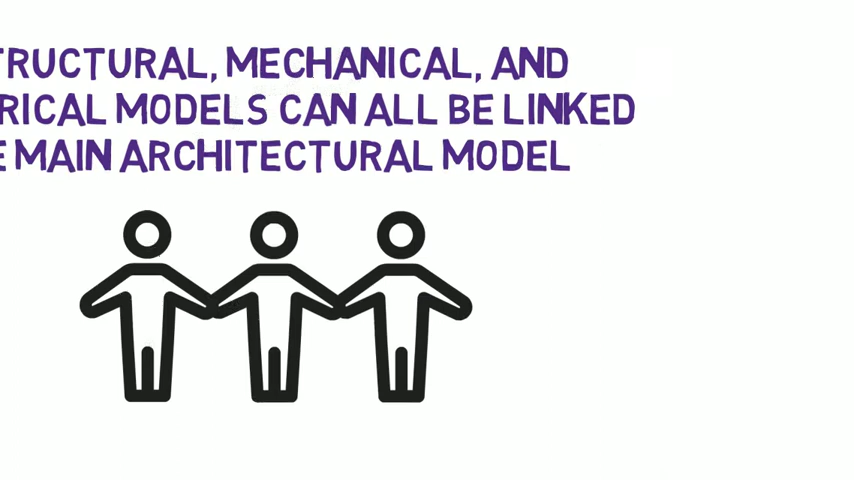 TRUCTURAL, MECHANICAL, AND
RICAL MODELS CAN ALL BE LINKED
E MAIN ARCHITECTURAL MODEL